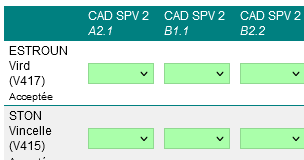 CAD SPV 2 CAD SPV 2 CAD SPV 2
A2.1 B1.1 B2.2
ESTROUN
Vird
(V417)
Acceptée
STON
Vincelle
(V415)